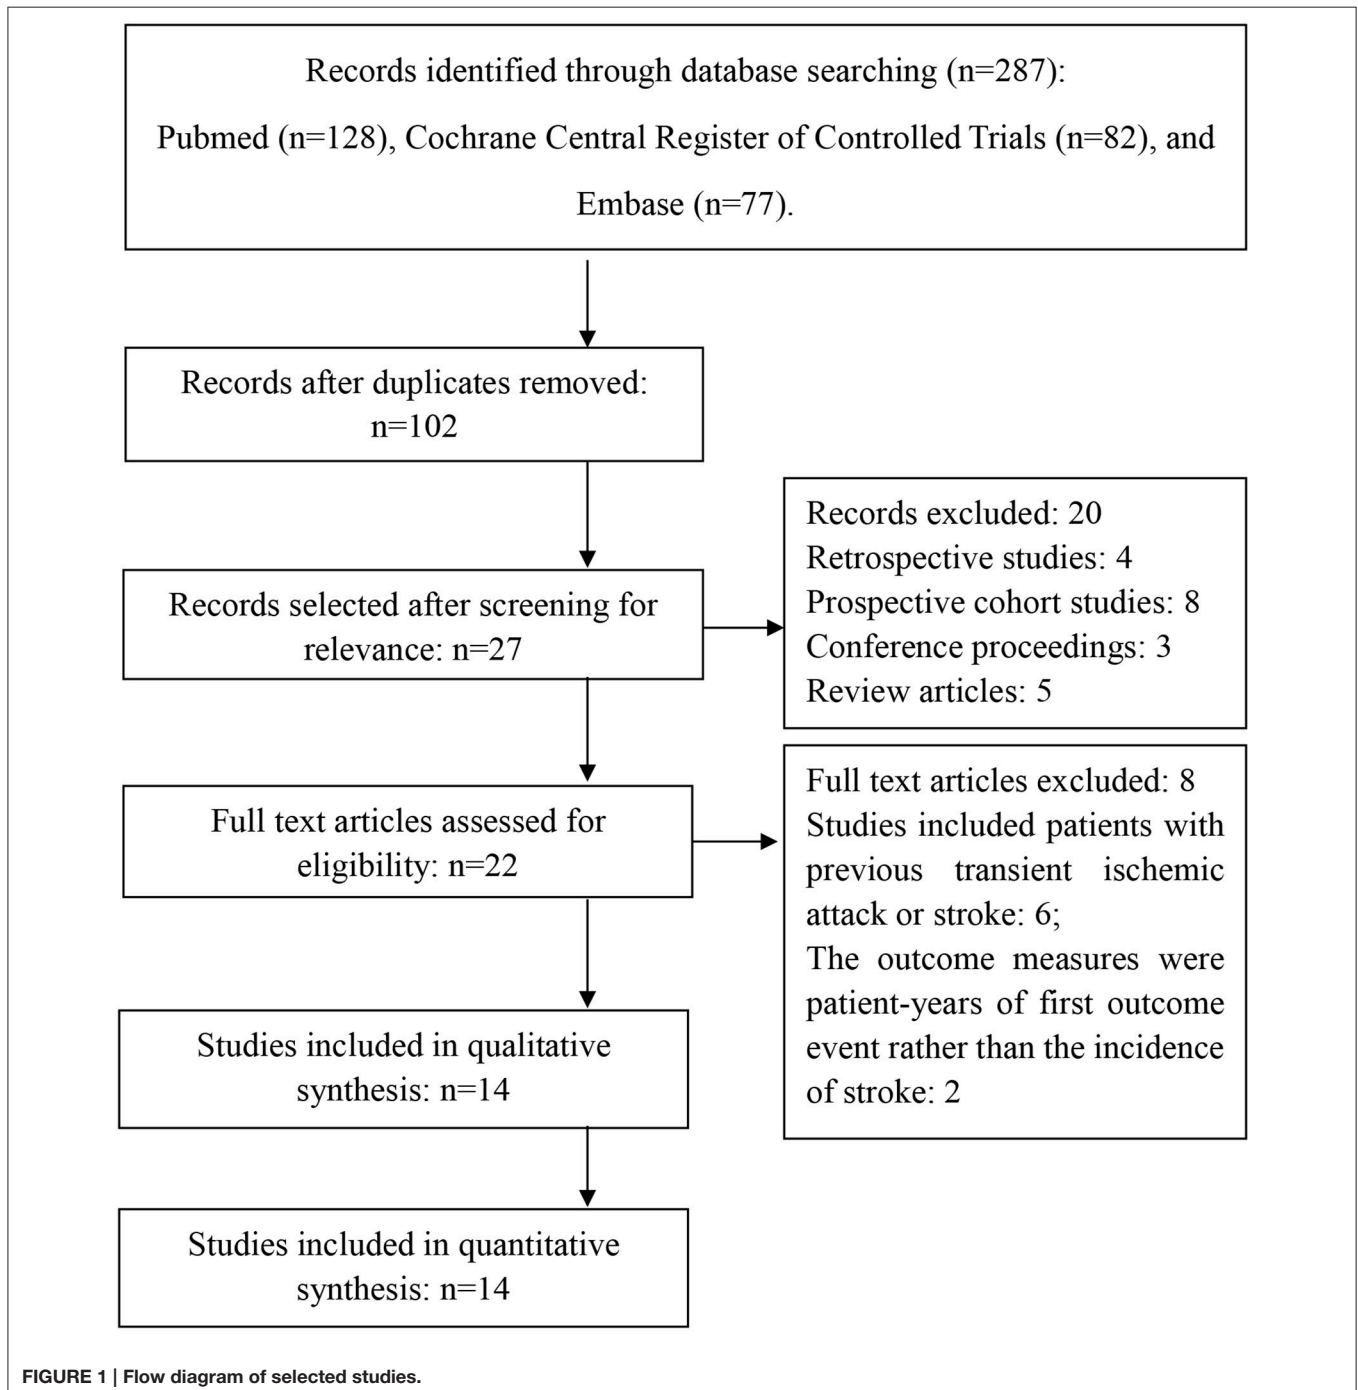 Records identified through database searching (n=287):
Pubmed (n=128), Cochrane Central Register of Controlled Trials (n=82), and
Embase (n=77).
Records after duplicates removed:
n=102
Records selected after screening for
relevance: n=27
Records excluded: 20
Retrospective studies: 4
Prospective cohort studies: 8
Conference proceedings: 3
Review articles: 5
Full text articles assessed for
eligibility: n=22
Full text articles excluded: 8
Studies included patients with
previous transient ischemic
attack or stroke: 6;
The outcome measures were
patient-years of first outcome
event rather than the incidence
of stroke: 2
Studies included in qualitative
synthesis: n=14
Studies included in quantitative
synthesis: n=14
FIGURE 1 | Flow diagram of selected studies.